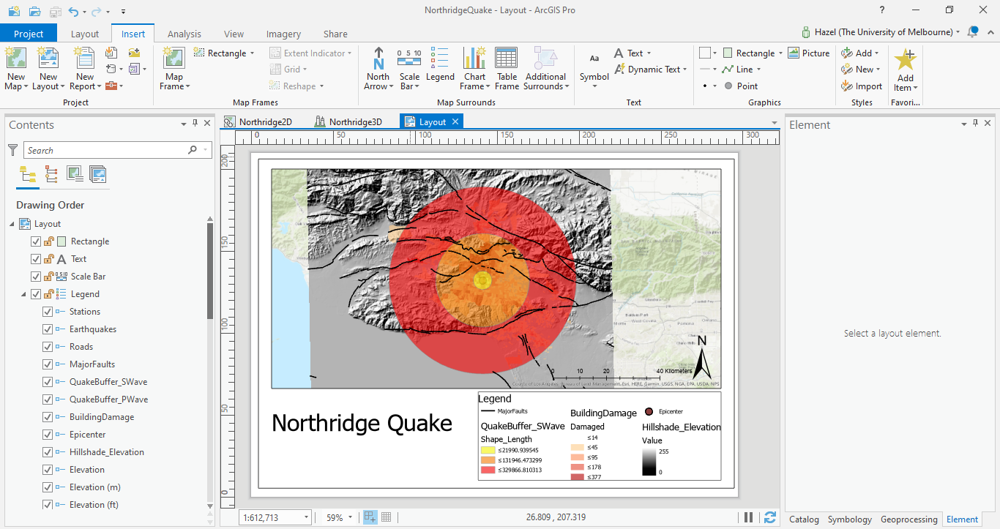 NorthridgeQuake - Layout - ArcGIS Pro
?
Project Layout Insert Analysis View Imagery Share
Hazel (The University of Melbourne)
New Map
New Layout
New Report
Project
Map Frame
Rectangle
Extent Indicator
Grid
Reshape
Map Frames
North Arrow
0 5 10
Scale Bar
Legend
Chart Frame
Table Frame
Additional Surrounds
Map Surrounds
Aa
Symbol
A Text
Dynamic Text
Text
Rectangle
Picture
Line
Point
Graphics
Add
New
Import
Styles
Add Item
Favori...
Contents
Search
Drawing Order
Layout
Rectangle
A Text
Scale Bar
Legend
Stations
Earthquakes
Roads
MajorFaults
QuakeBuffer_SWave
QuakeBuffer_PWave
BuildingDamage
Epicenter
Hillshade_Elevation
Elevation
Elevation (m)
Elevation (ft)
Northridge2D Northridge3D Layout
0 50 100 150 200 250 300
200
150
100
50
0
Baldwin Park
West Covina
Pomona
Chino Hills
N
0 10 20 40 Kilometers
County of Los Angeles, Bureau of Land Management, Esri, HERE, Garmin, USGS, NGA, EPA, USDA, NPS
Northridge Quake
Legend
MajorFaults
QuakeBuffer_SWave
Shape_Length
≤21990.939545
≤131946.473299
≤329866.810313
BuildingDamage
Damaged
≤14
≤45
≤95
≤178
≤377
Epicenter
Hillshade_Elevation
Value
255
0
1:612,713
59%
26.809 , 207.319
Element
Select a layout element.
Catalog Symbology Geoprocessing Element